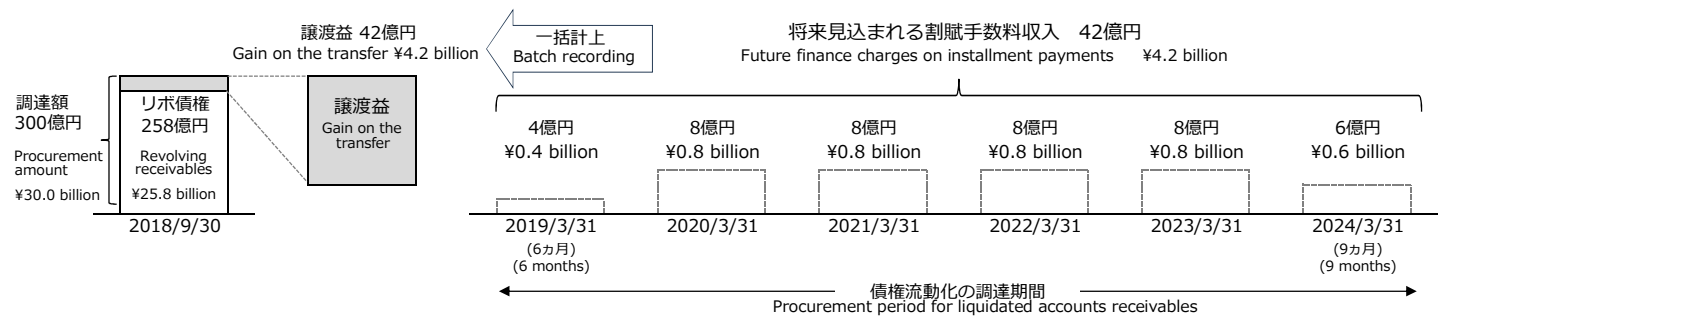 譲渡益 42億円
Gain on the transfer ¥4.2 billion
一括計上
Batch recording
将来見込まれる割賦手数料収入　42億円
Future finance charges on installment payments ¥4.2 billion
調達額
300億円
Procurement
amount
¥30.0 billion
リボ債権
258億円
Revolving
receivables
¥25.8 billion
2018/9/30
譲渡益
Gain on the
transfer
4億円
¥0.4 billion
2019/3/31
(6ヵ月)
(6 months)
8億円
¥0.8 billion
2020/3/31
8億円
¥0.8 billion
2021/3/31
8億円
¥0.8 billion
2022/3/31
8億円
¥0.8 billion
2023/3/31
6億円
¥0.6 billion
2024/3/31
(9ヵ月)
(9 months)
債権流動化の調達期間
Procurement period for liquidated accounts receivables